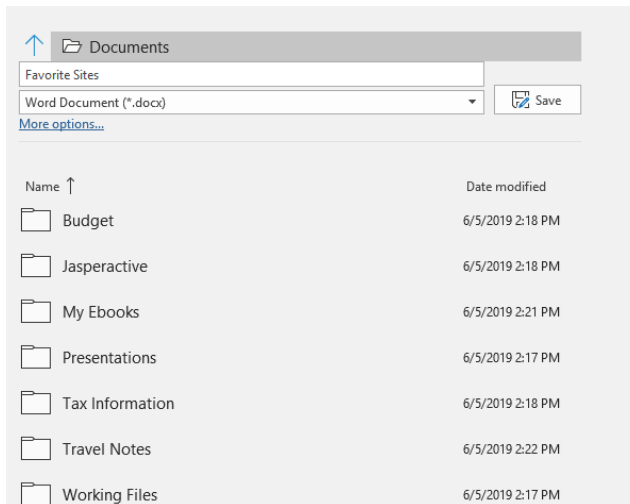 Documents
Favorite Sites
Word Document (*.docx)
Save
More options...
Name Date modified
Budget 6/5/2019 2:18 PM
Jasperactive 6/5/2019 2:18 PM
My Ebooks 6/5/2019 2:21 PM
Presentations 6/5/2019 2:17 PM
Tax Information 6/5/2019 2:18 PM
Travel Notes 6/5/2019 2:22 PM
Working Files 6/5/2019 2:17 PM